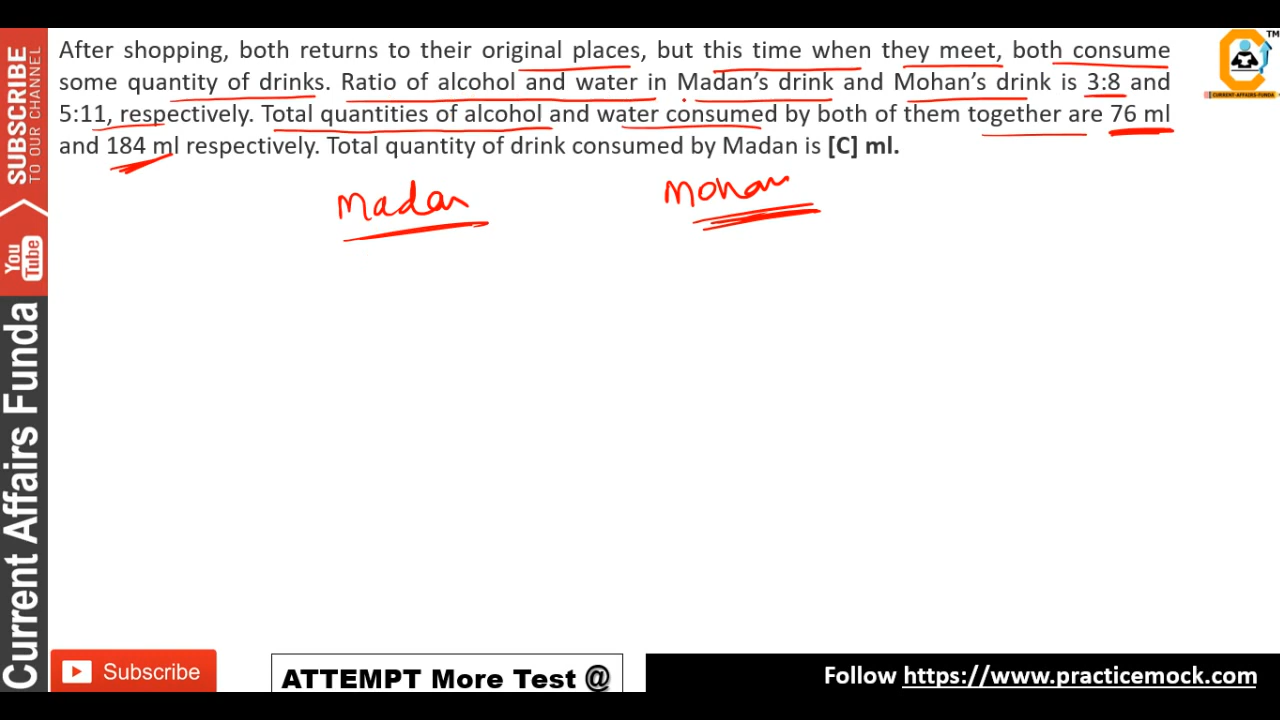 After shopping, both returns to their original places, but this time when they meet, both consume
some quantity of drinks. Ratio of alcohol and water in Madan's drink and Mohan's drink is 3:8 and
5:11, respectively. Total quantities of alcohol and water consumed by both of them together are 76 ml
and 184 ml respectively. Total quantity of drink consumed by Madan is [C] ml.
Madan
Mohan
SUBSCRIBE
TO OUR CHANNEL
You
Tube
Current Affairs Funda
TM
CURRENT-AFFAIRS-FUNDA
Subscribe
ATTEMPT More Test @
Follow https://www.practicemock.com